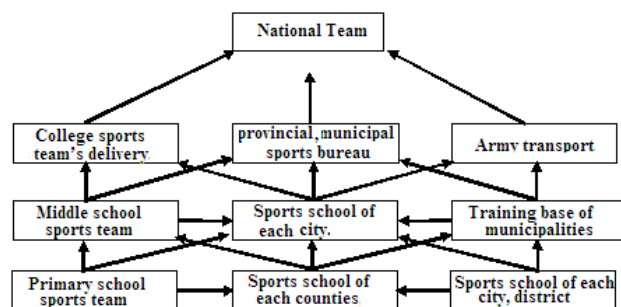 National Team
College sports
team's delivery
provincial,municipal
sports bureau
Army transport
Middle school
sports team
Sports school of
each city.
Training base of
municipalities
Primary school
sports team
Sports school of
each counties
Sports school of each
city, district